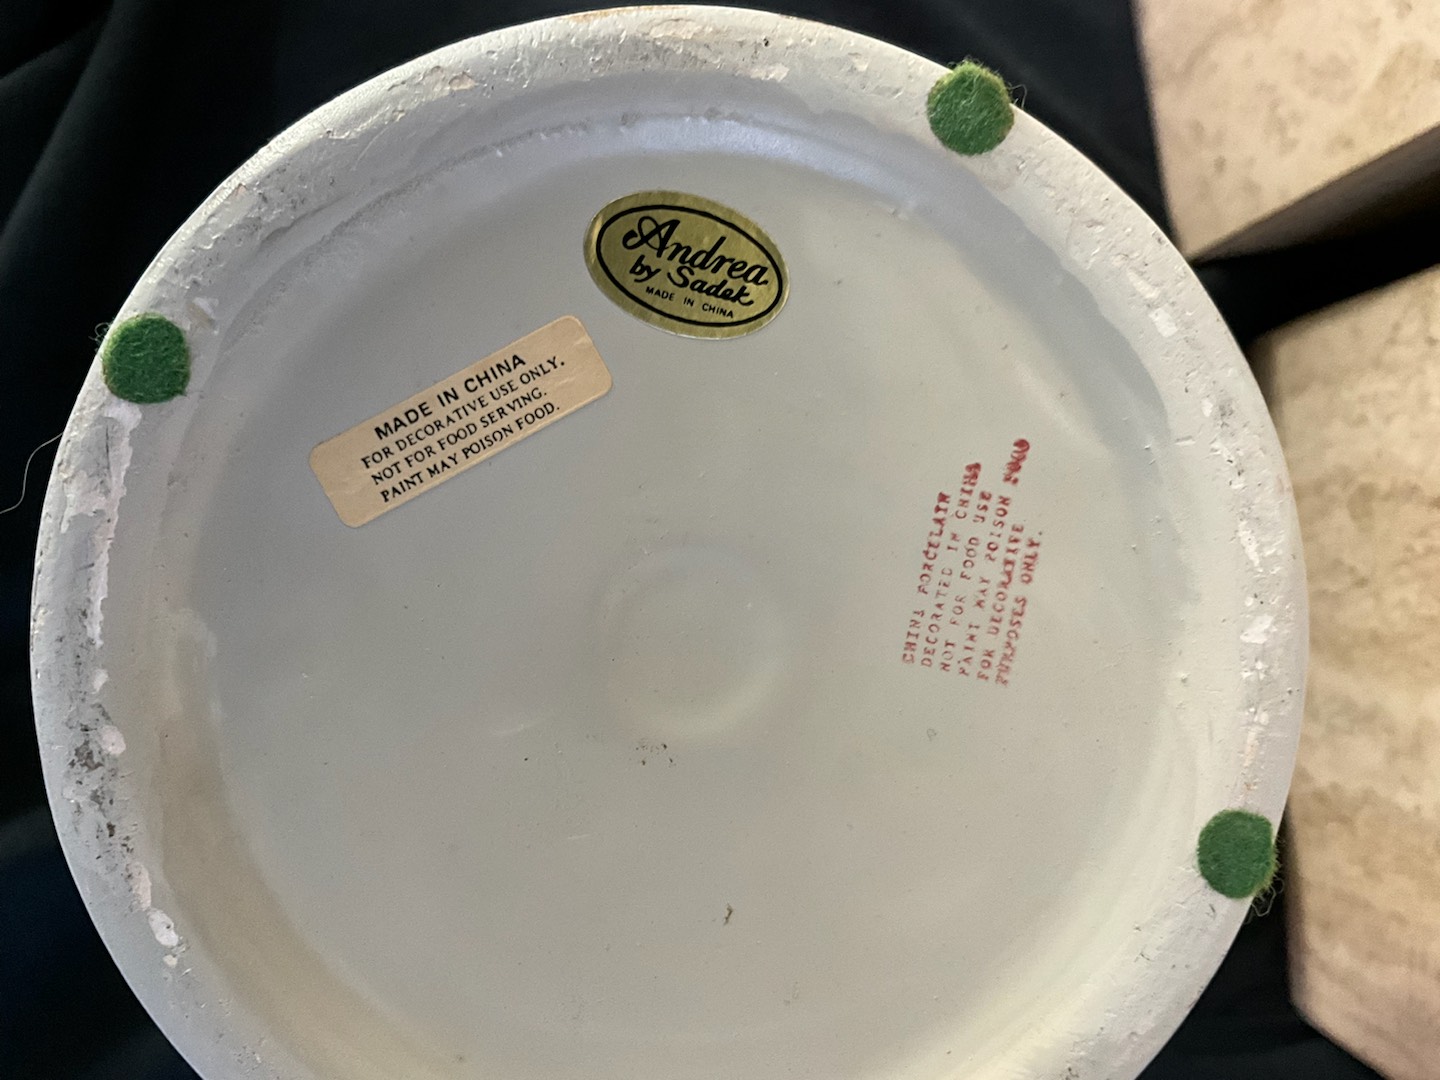 Andrea
by Sadek
MADE IN CHINA
MADE IN CHINA
FOR DECORATIVE USE ONLY.
NOT FOR FOOD SERVING.
PAINT MAY POISON FOOD.
CHINA PORCELAIN
DECORATED IN CHINA
NOT FOR FOOD USE
PAINT MAY POISON FOOD
FOR DECORATIVE
PURPOSES ONLY.